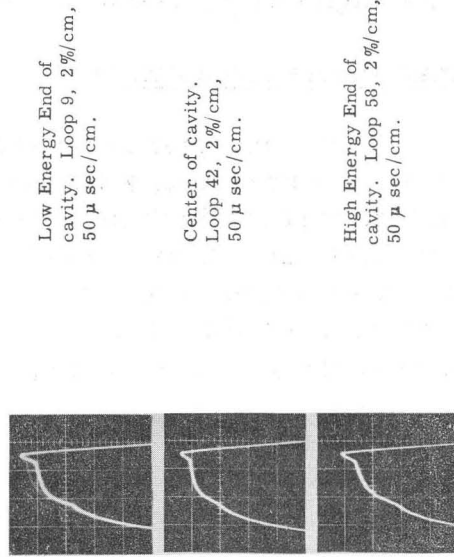 Low Energy End of
cavity. Loop 9, 2%/cm,
50 μ sec/cm.
Center of cavity.
Loop 42, 2%/cm,
50 μ sec/cm.
High Energy End of
cavity. Loop 58, 2%/cm,
50 μ sec/cm.